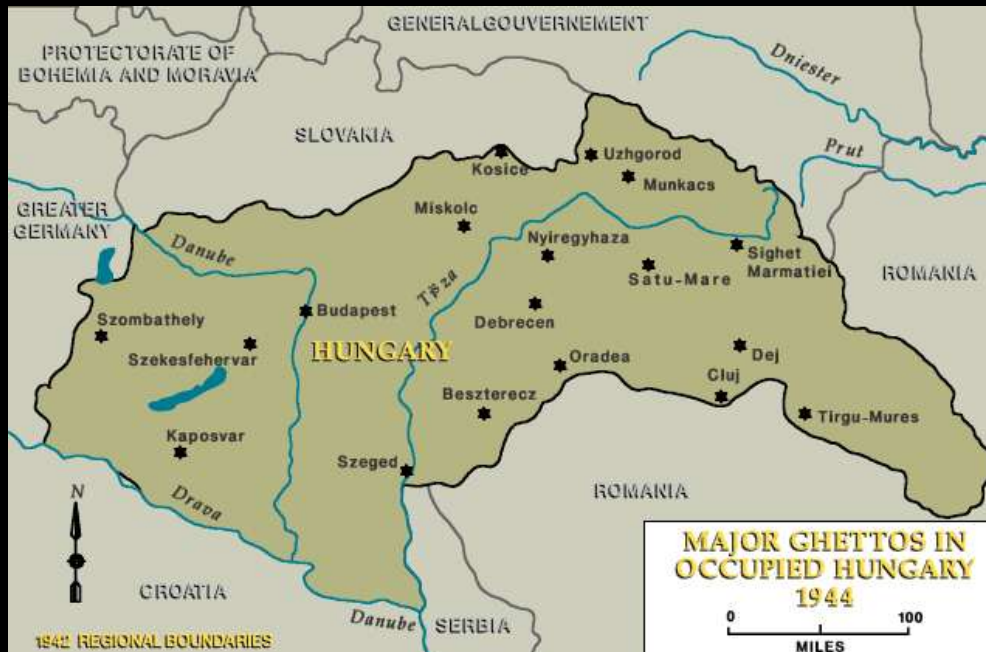 GENERALGOUVERNEMENT
PROTECTORATE OF
BOHEMIA AND MORAVIA
Dniester
SLOVAKIA
Prut
Kosice
Uzhgorod
Munkacs
GREATER
GERMANY
Miskolc
Danube
Nyiregyhaza
Sighet
Marmatiei
Satu-Mare
ROMANIA
Tisza
Szombathely
Budapest
Debrecen
Szekesfehervar
HUNGARY
Oradea
Dej
Cluj
Beszterecz
Tirgu-Mures
Kaposvar
Szeged
ROMANIA
N
Drava
CROATIA
Danube
SERBIA
MAJOR GHETTOS IN
OCCUPIED HUNGARY
1944
0 100
MILES
1942 REGIONAL BOUNDARIES